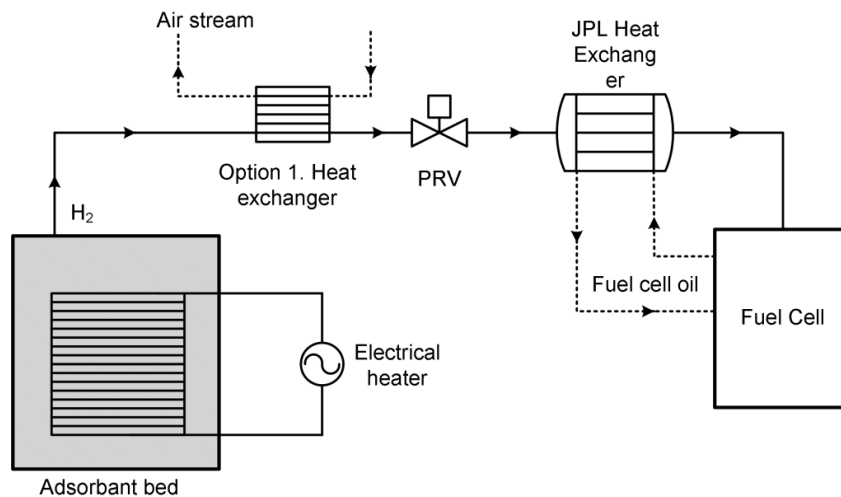 Air stream
JPL Heat
Exchang
er
Option 1. Heat
exchanger
PRV
H₂
Fuel cell oil
Fuel Cell
Electrical
heater
Adsorbant bed